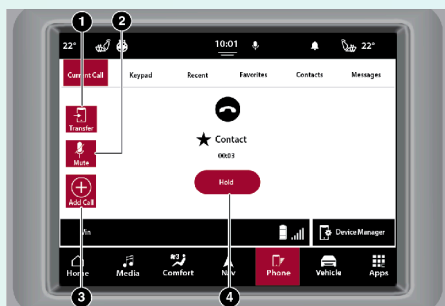 1
2
22°
10:01
22°
Current Call
Keypad
Recent
Favorites
Contacts
Messages
Transfer
Contact
00:03
Mute
Hold
Add Call
Device Manager
Home
Media
Comfort
Nav
Phone
Vehicle
Apps
3
4